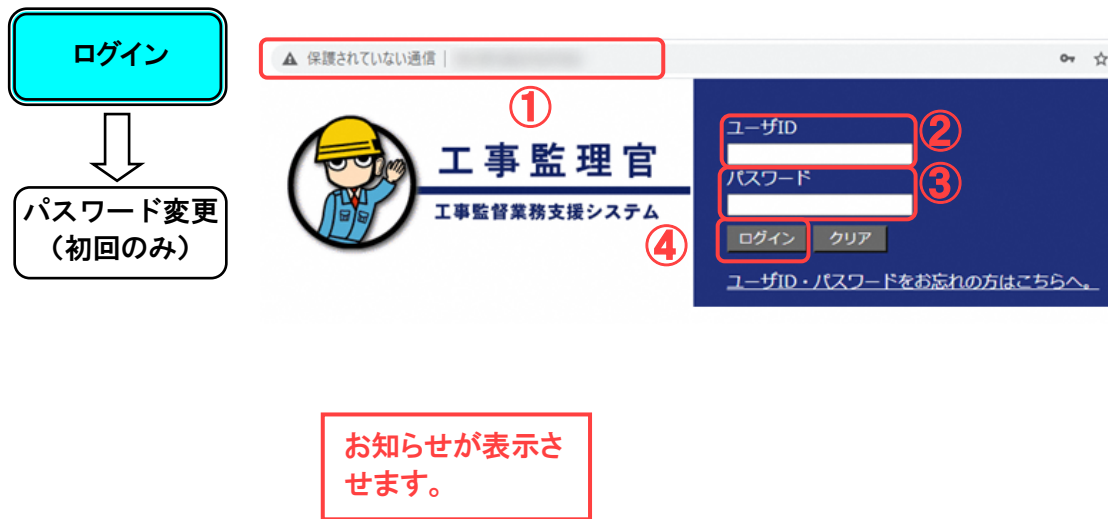 ログイン
パスワード変更
（初回のみ）
保護されていない通信
①
工事監理官
工事監督業務支援システム
ユーザID
②
パスワード
③
④
ログイン
クリア
ユーザID・パスワードをお忘れの方はこちらへ。
お知らせが表示さ
せます。